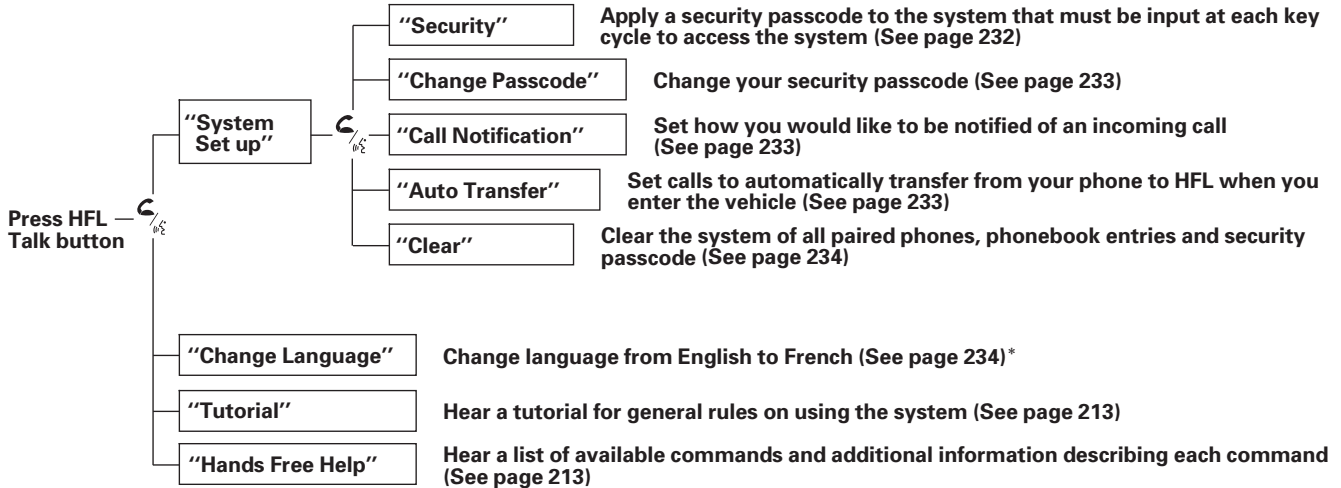 Press HFL
Talk button
"System
Set up"
"Security"
Apply a security passcode to the system that must be input at each key
cycle to access the system (See page 232)
"Change Passcode"
Change your security passcode (See page 233)
"Call Notification"
Set how you would like to be notified of an incoming call
(See page 233)
"Auto Transfer"
Set calls to automatically transfer from your phone to HFL when you
enter the vehicle (See page 233)
"Clear"
Clear the system of all paired phones, phonebook entries and security
passcode (See page 234)
"Change Language"
Change language from English to French (See page 234)*
"Tutorial"
Hear a tutorial for general rules on using the system (See page 213)
"Hands Free Help"
Hear a list of available commands and additional information describing each command
(See page 213)